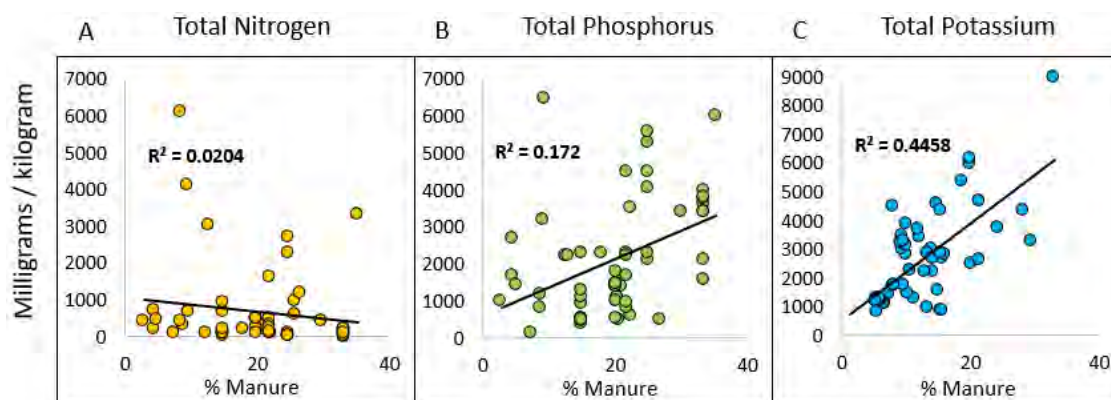 A Total Nitrogen
B Total Phosphorus
C Total Potassium
Milligrams / kilogram
7000
6000
5000
4000
3000
2000
1000
0
R² = 0.0204
0 20 40
% Manure
7000
6000
5000
4000
3000
2000
1000
0
R² = 0.172
0 20 40
% Manure
9000
8000
7000
6000
5000
4000
3000
2000
1000
0
R² = 0.4458
0 20 40
% Manure